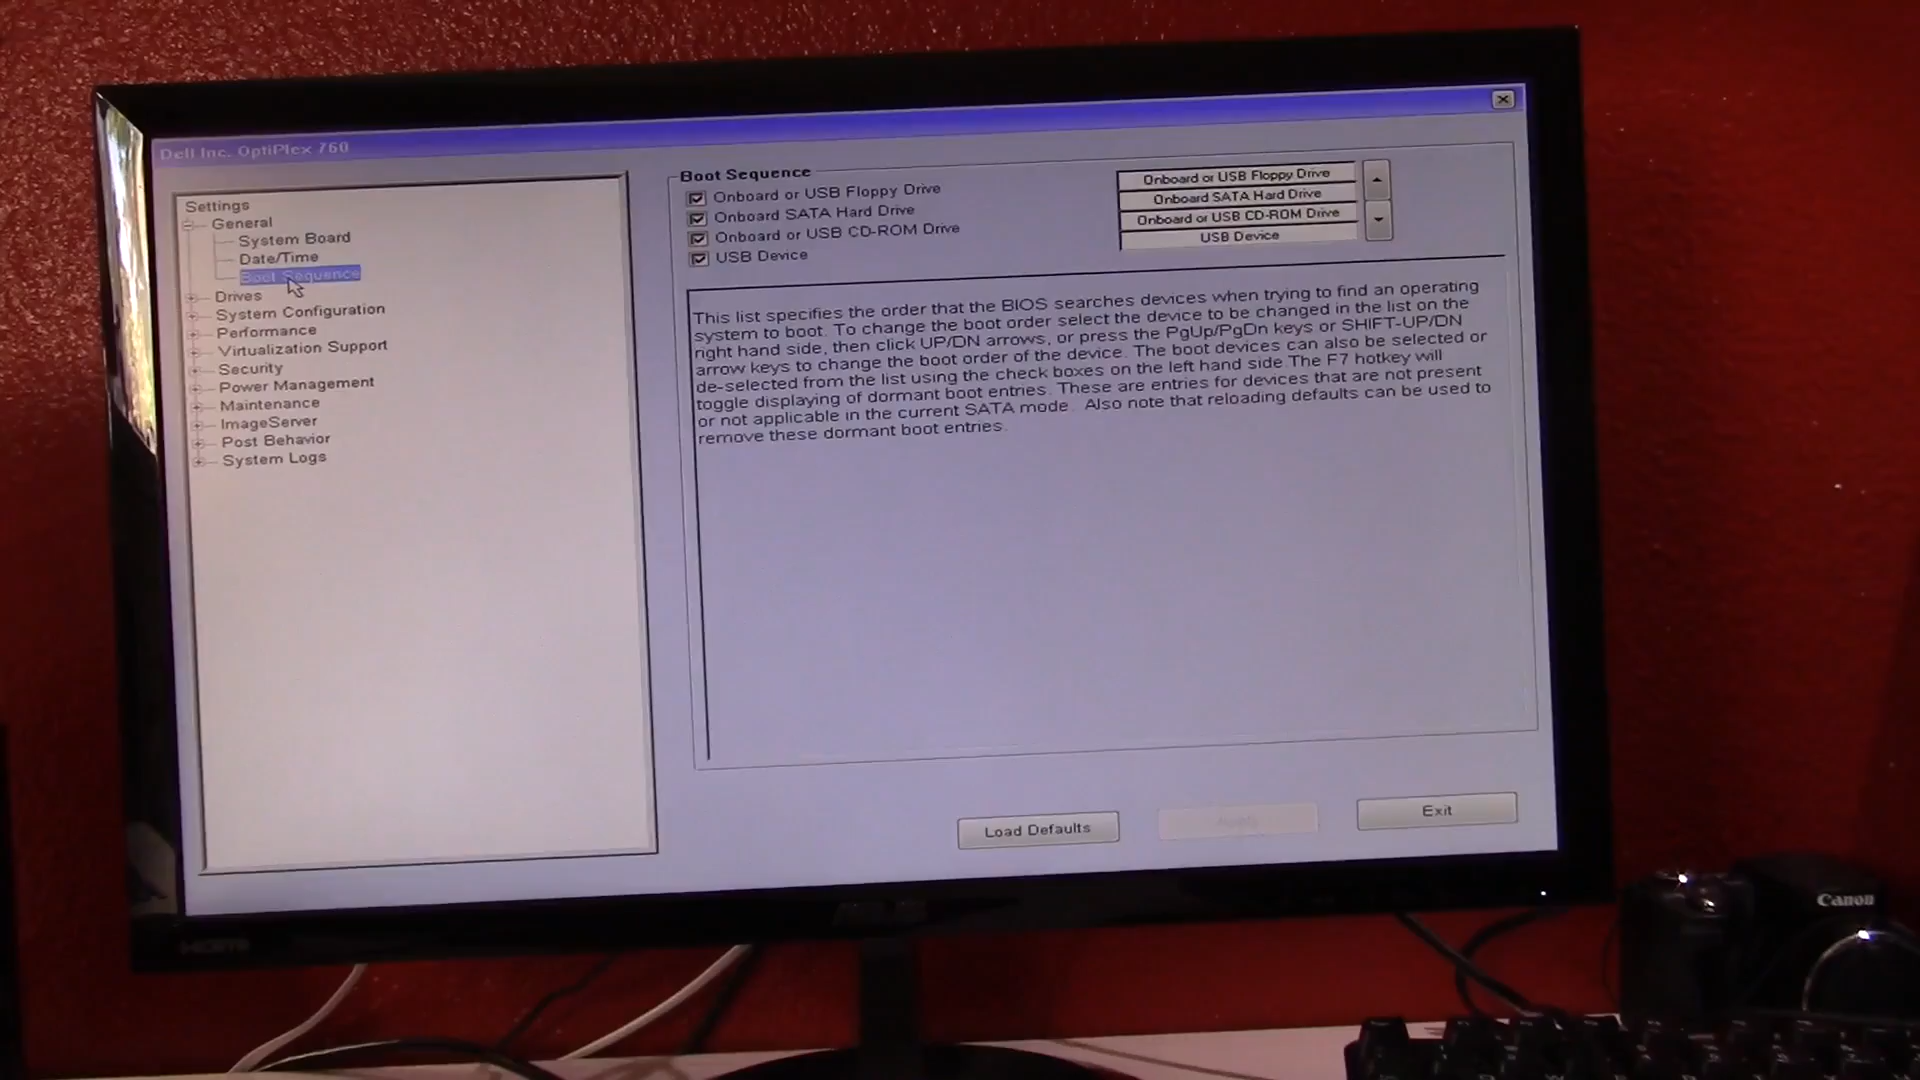 Dell Inc. OptiPlex 760
Settings
General
System Board
Date/Time
Boot Sequence
Drives
System Configuration
Performance
Virtualization Support
Security
Power Management
Maintenance
ImageServer
Post Behavior
System Logs
Boot Sequence
Onboard or USB Floppy Drive
Onboard SATA Hard Drive
Onboard or USB CD-ROM Drive
USB Device
Onboard or USB Floppy Drive
Onboard SATA Hard Drive
Onboard or USB CD-ROM Drive
USB Device
This list specifies the order that the BIOS searches devices when trying to find an operating
system to boot. To change the boot order select the device to be changed in the list on the
right hand side, then click UP/DN arrows, or press the PgUp/PgDn keys or SHIFT-UP/DN
arrow keys to change the boot order of the device. The boot devices can also be selected or
de-selected from the list using the check boxes on the left hand side.The F7 hotkey will
toggle displaying of dormant boot entries. These are entries for devices that are not present
or not applicable in the current SATA mode. Also note that reloading defaults can be used to
remove these dormant boot entries.
Load Defaults
Exit
HDMI
Canon